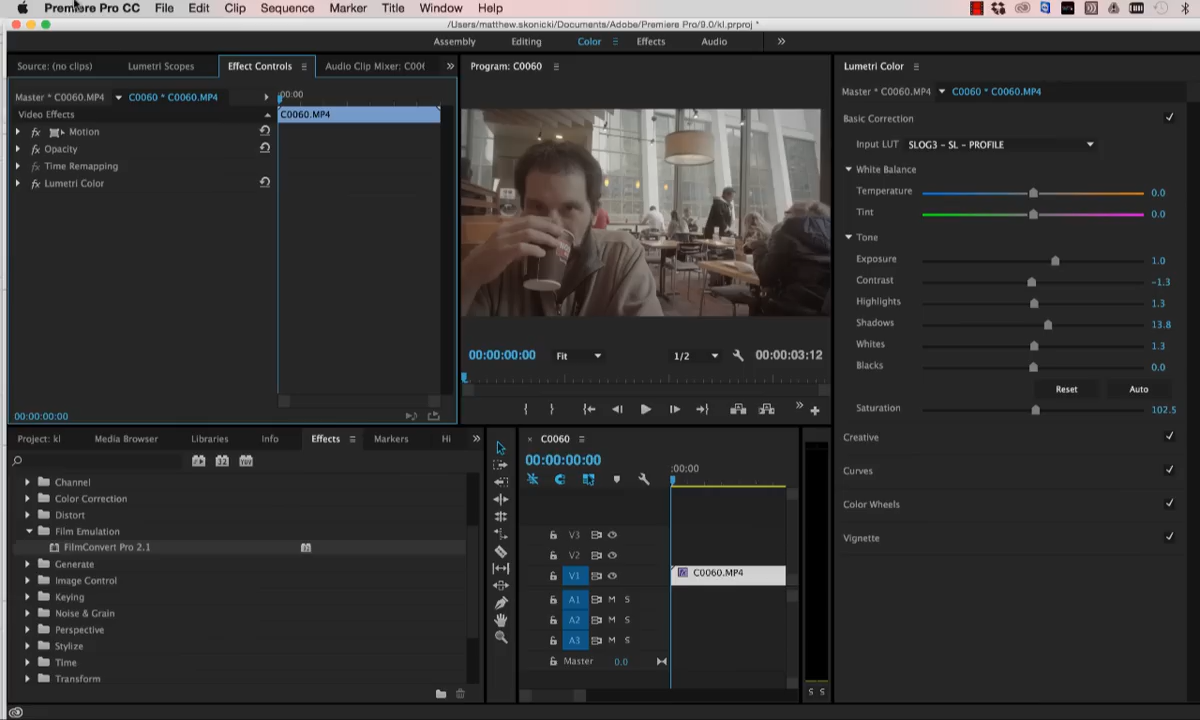 Premiere Pro CC File Edit Clip Sequence Marker Title Window Help
/Users/matthew.skonicki/Documents/Adobe/Premiere Pro/9.0/kl.prproj *
Assembly Editing Color Effects Audio
Source: (no clips) Lumetri Scopes Effect Controls Audio Clip Mixer: C006
Master * C0060.MP4 C0060 * C0060.MP4
:00:00
Video Effects
C0060.MP4
fx Motion
fx Opacity
fx Time Remapping
fx Lumetri Color
00:00:00:00
Program: C0060
00:00:00:00 Fit 1/2 00:00:03:12
Lumetri Color
Master * C0060.MP4 C0060 * C0060.MP4
Basic Correction
Input LUT SLOG3 - SL - PROFILE
White Balance
Temperature 0.0
Tint 0.0
Tone
Exposure 1.0
Contrast -1.3
Highlights 1.3
Shadows 13.8
Whites 1.3
Blacks 0.0
Reset Auto
Saturation 102.5
Creative
Curves
Color Wheels
Vignette
Project: kl Media Browser Libraries Info Effects Markers Hi
32 YUV
Channel
Color Correction
Distort
Film Emulation
FilmConvert Pro 2.1
Generate
Image Control
Keying
Noise & Grain
Perspective
Stylize
Time
Transform
× C0060
00:00:00:00
:00:00
V3
V2
V1 fx C0060.MP4
A1 M S
A2 M S
A3 M S
Master 0.0
S S